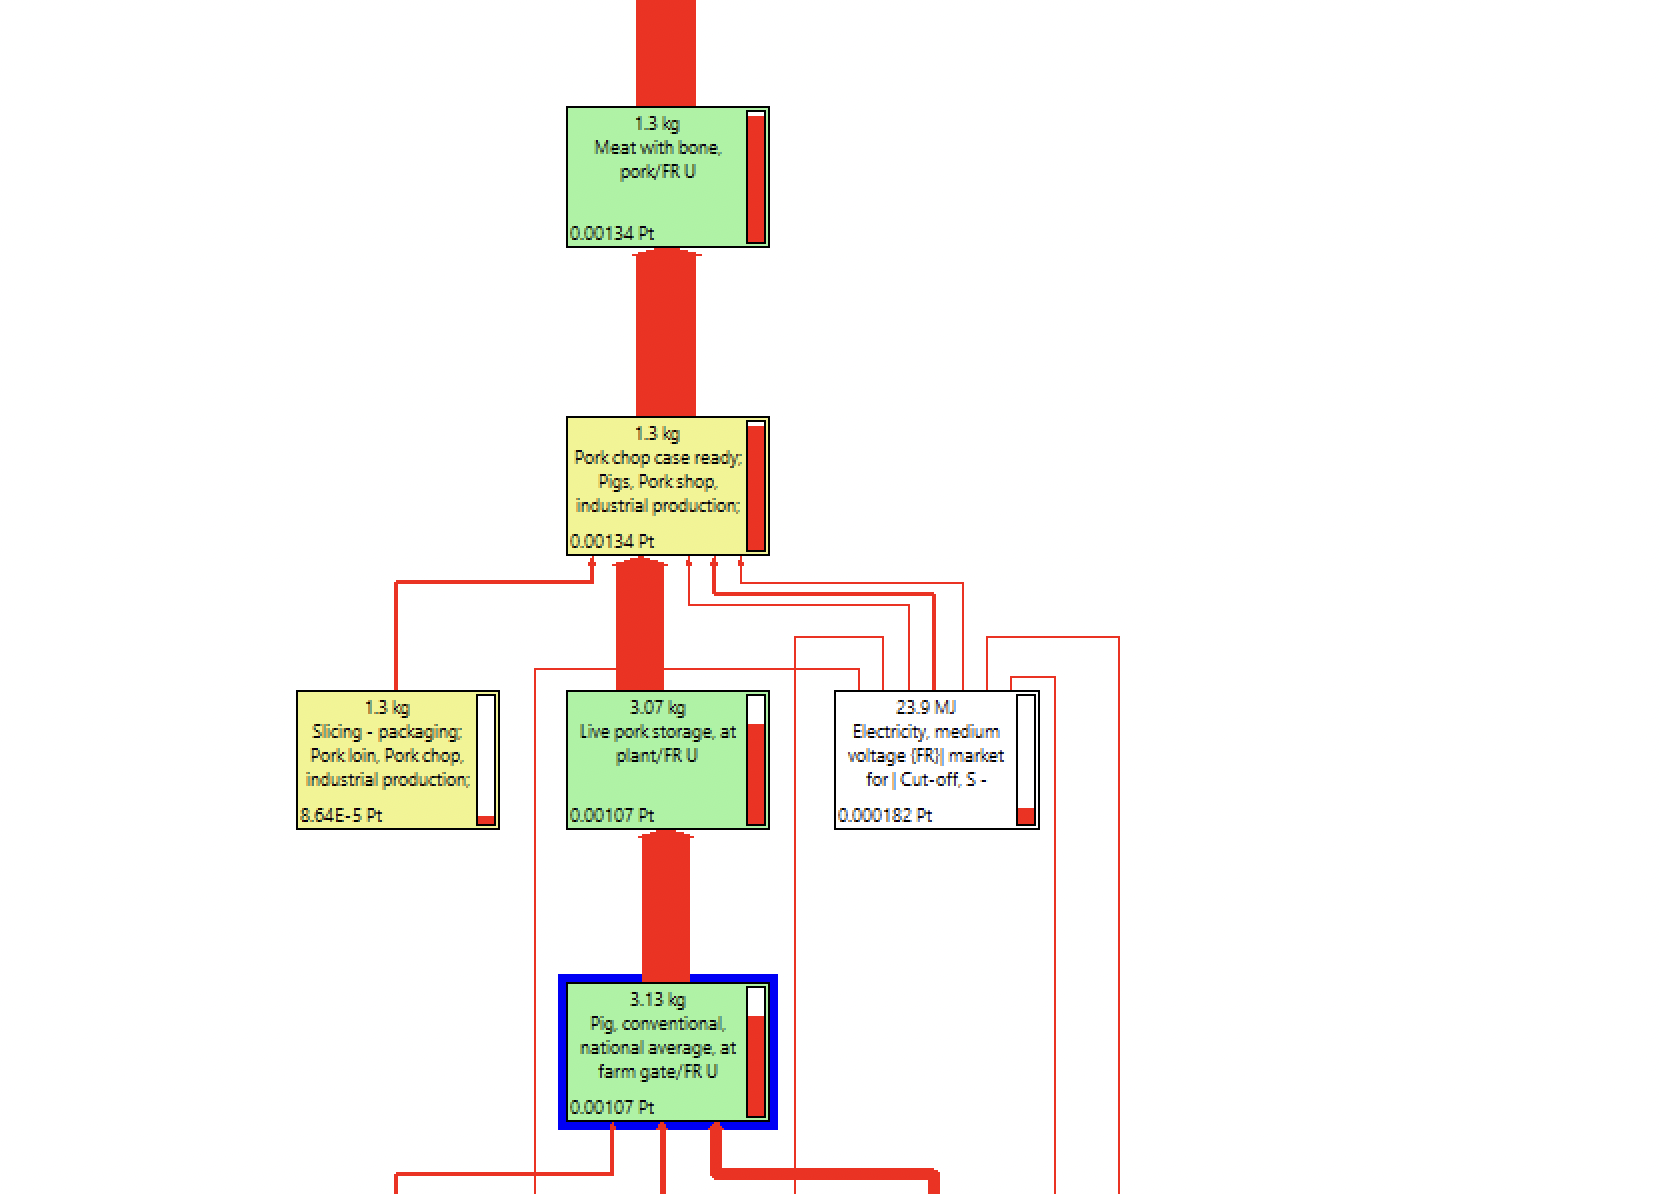 1.3 kg
Meat with bone,
pork/FR U
0.00134 Pt
1.3 kg
Pork chop case ready;
Pigs, Pork shop,
industrial production;
0.00134 Pt
1.3 kg
Slicing - packaging;
Pork loin, Pork chop,
industrial production;
8.64E-5 Pt
3.07 kg
Live pork storage, at
plant/FR U
0.00107 Pt
23.9 MJ
Electricity, medium
voltage {FR}| market
for | Cut-off, S -
0.000182 Pt
3.13 kg
Pig, conventional,
national average, at
farm gate/FR U
0.00107 Pt